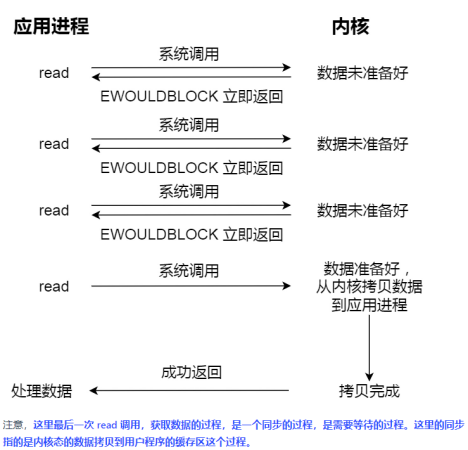 应用进程 内核
系统调用
read 数据未准备好
EWOULDBLOCK 立即返回
系统调用
read 数据未准备好
EWOULDBLOCK 立即返回
系统调用
read 数据未准备好
EWOULDBLOCK 立即返回
系统调用
read 数据准备好，
从内核拷贝数据
到应用进程
成功返回
处理数据 拷贝完成
注意，这里最后一次 read 调用，获取数据的过程，是一个同步的过程，是需要等待的过程。这里的同步
指的是内核态的数据拷贝到用户程序的缓存区这个过程。